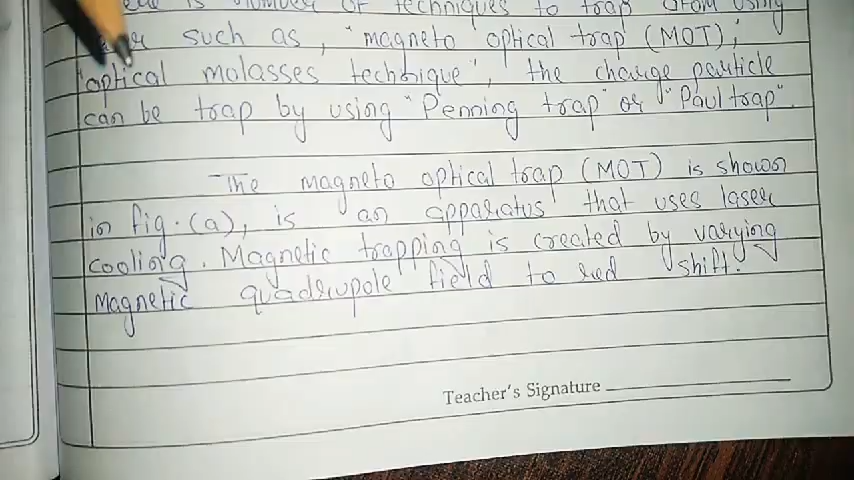 is number of techniques to trap atom using
such as, "magneto optical trap (MOT),
"optical molasses technique", the charge particle
can be trap by using "Penning trap" or "Paul trap".
The magneto optical trap (MOT) is shown
in fig.(a), is an apparatus that uses laser
cooling. Magnetic trapping is created by varying
Magnetic quadrupole field to red shift.
Teacher's Signature